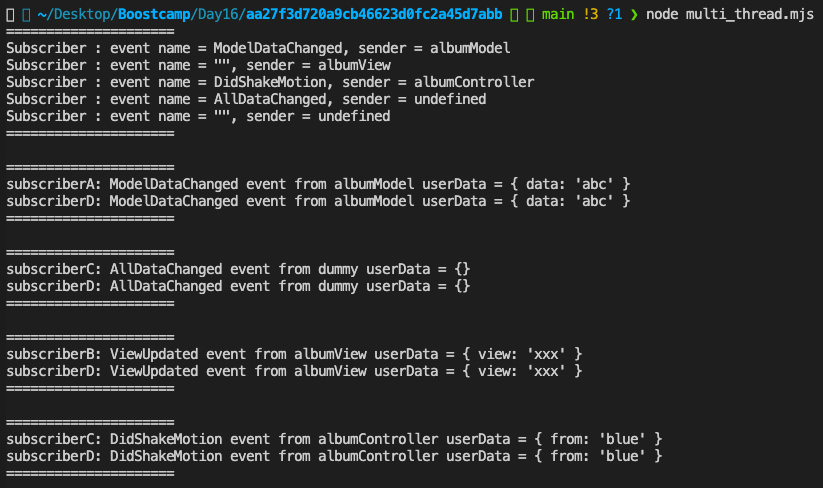 ~/Desktop/Boostcamp/Day16/aa27f3d720a9cb46623d0fc2a45d7abb main !3 ?1 ❯ node multi_thread.mjs
=====================
Subscriber : event name = ModelDataChanged, sender = albumModel
Subscriber : event name = "", sender = albumView
Subscriber : event name = DidShakeMotion, sender = albumController
Subscriber : event name = AllDataChanged, sender = undefined
Subscriber : event name = "", sender = undefined
=====================
=====================
subscriberA: ModelDataChanged event from albumModel userData = { data: 'abc' }
subscriberD: ModelDataChanged event from albumModel userData = { data: 'abc' }
=====================
=====================
subscriberC: AllDataChanged event from dummy userData = {}
subscriberD: AllDataChanged event from dummy userData = {}
=====================
=====================
subscriberB: ViewUpdated event from albumView userData = { view: 'xxx' }
subscriberD: ViewUpdated event from albumView userData = { view: 'xxx' }
=====================
=====================
subscriberC: DidShakeMotion event from albumController userData = { from: 'blue' }
subscriberD: DidShakeMotion event from albumController userData = { from: 'blue' }
=====================